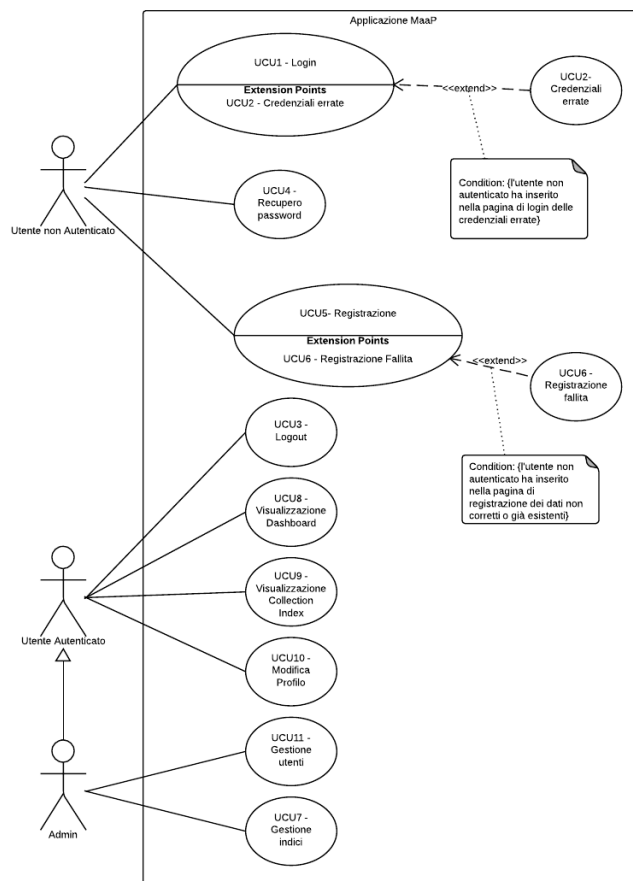 Applicazione MaaP
UCU1 - Login
Extension Points
UCU2 - Credenziali errate
<<extend>>
UCU2-
Credenziali
errate
Condition: {l'utente non
autenticato ha inserito
nella pagina di login delle
credenziali errate}
Utente non Autenticato
UCU4 -
Recupero
password
UCU5- Registrazione
Extension Points
UCU6 - Registrazione Fallita
<<extend>>
UCU6 -
Registrazione
fallita
Condition: {l'utente non
autenticato ha inserito
nella pagina di
registrazione dei dati non
corretti o già esistenti}
UCU3 -
Logout
UCU8 -
Visualizzazione
Dashboard
UCU9 -
Visualizzazione
Collection
Index
Utente Autenticato
UCU10 -
Modifica
Profilo
UCU11 -
Gestione
utenti
Admin
UCU7 -
Gestione
indici